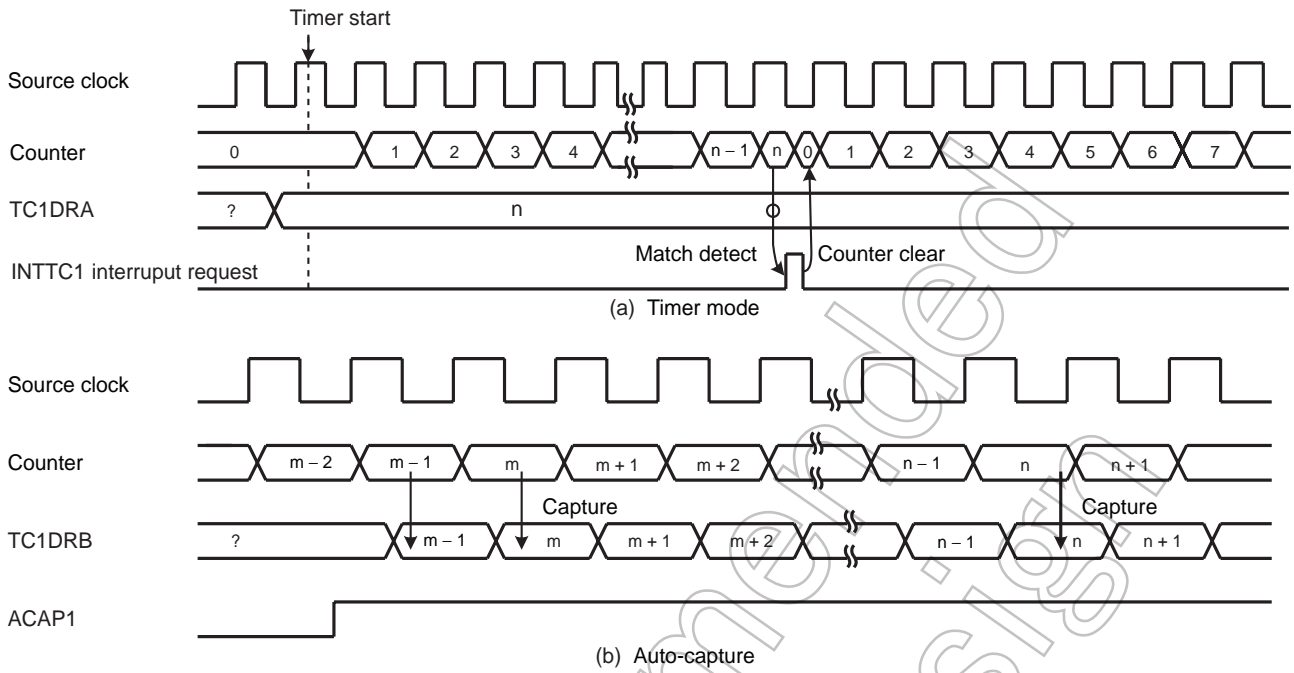 Timer start
Source clock
Counter 0 1 2 3 4 n – 1 n 0 1 2 3 4 5 6 7
TC1DRA ? n
Match detect Counter clear
INTTC1 interruput request
(a) Timer mode
Source clock
Counter m – 2 m – 1 m m + 1 m + 2 n – 1 n n + 1
Capture Capture
TC1DRB ? m – 1 m m + 1 m + 2 n – 1 n n + 1
ACAP1
(b) Auto-capture